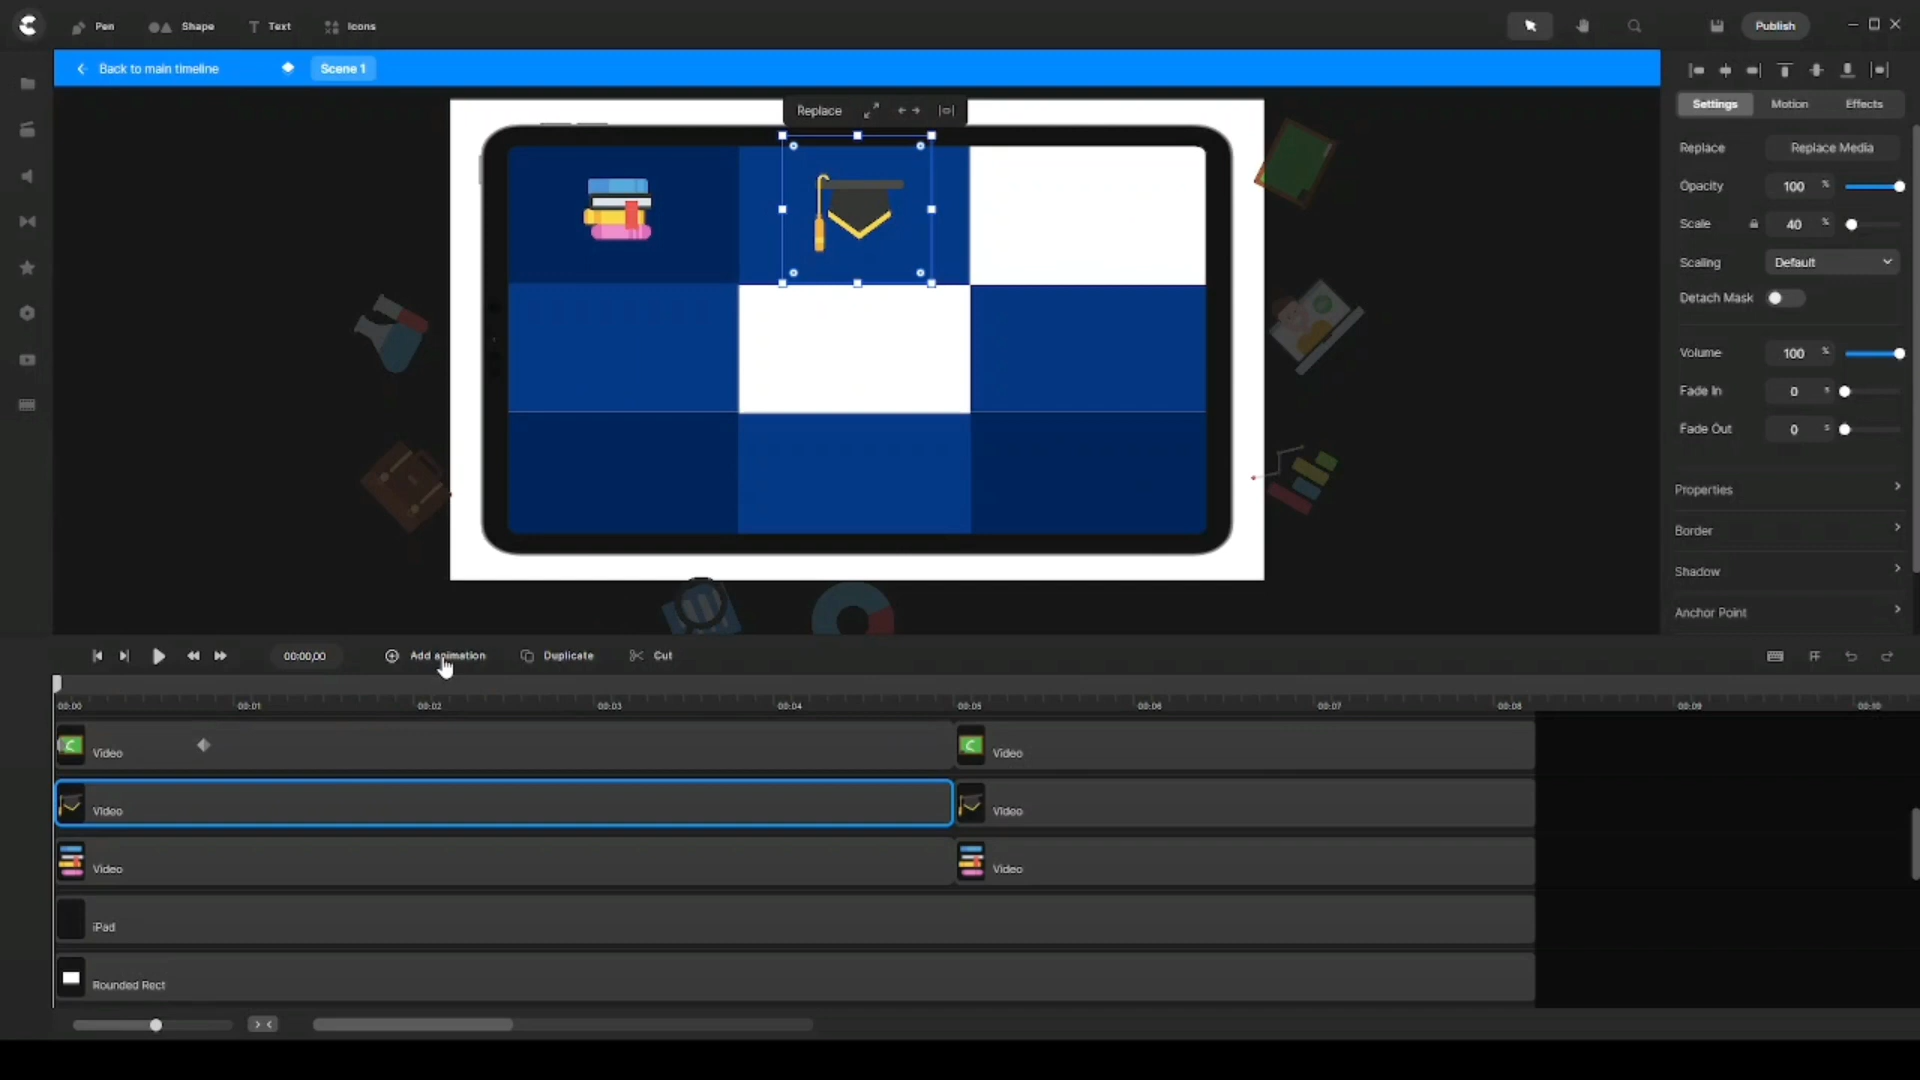 Pen Shape Text Icons Publish
Back to main timeline Scene 1
Replace
Settings Motion Effects
Replace Replace Media
Opacity 100 %
Scale 40 %
Scaling Default
Detach Mask
Volume 100 %
Fade In 0 s
Fade Out 0 s
Properties
Border
Shadow
Anchor Point
00:00,00 Add animation Duplicate Cut
00:00 00:01 00:02 00:03 00:04 00:05 00:06 00:07 00:08 00:09 00:10
Video Video
Video Video
Video Video
iPad
Rounded Rect